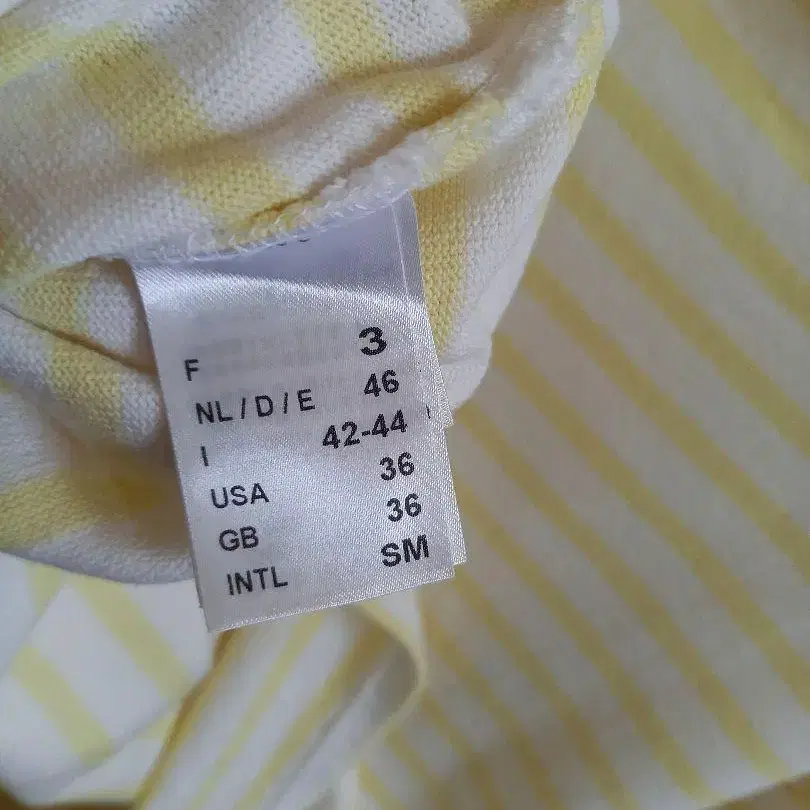 F 3
NL / D / E 46
I 42-44
USA 36
GB 36
INTL SM